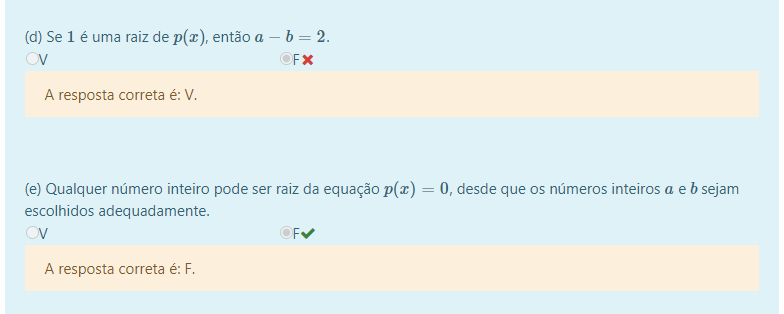 (d) Se 1 é uma raiz de p(x), então a − b = 2.
V F
A resposta correta é: V.
(e) Qualquer número inteiro pode ser raiz da equação p(x) = 0, desde que os números inteiros a e b sejam
escolhidos adequadamente.
V F
A resposta correta é: F.